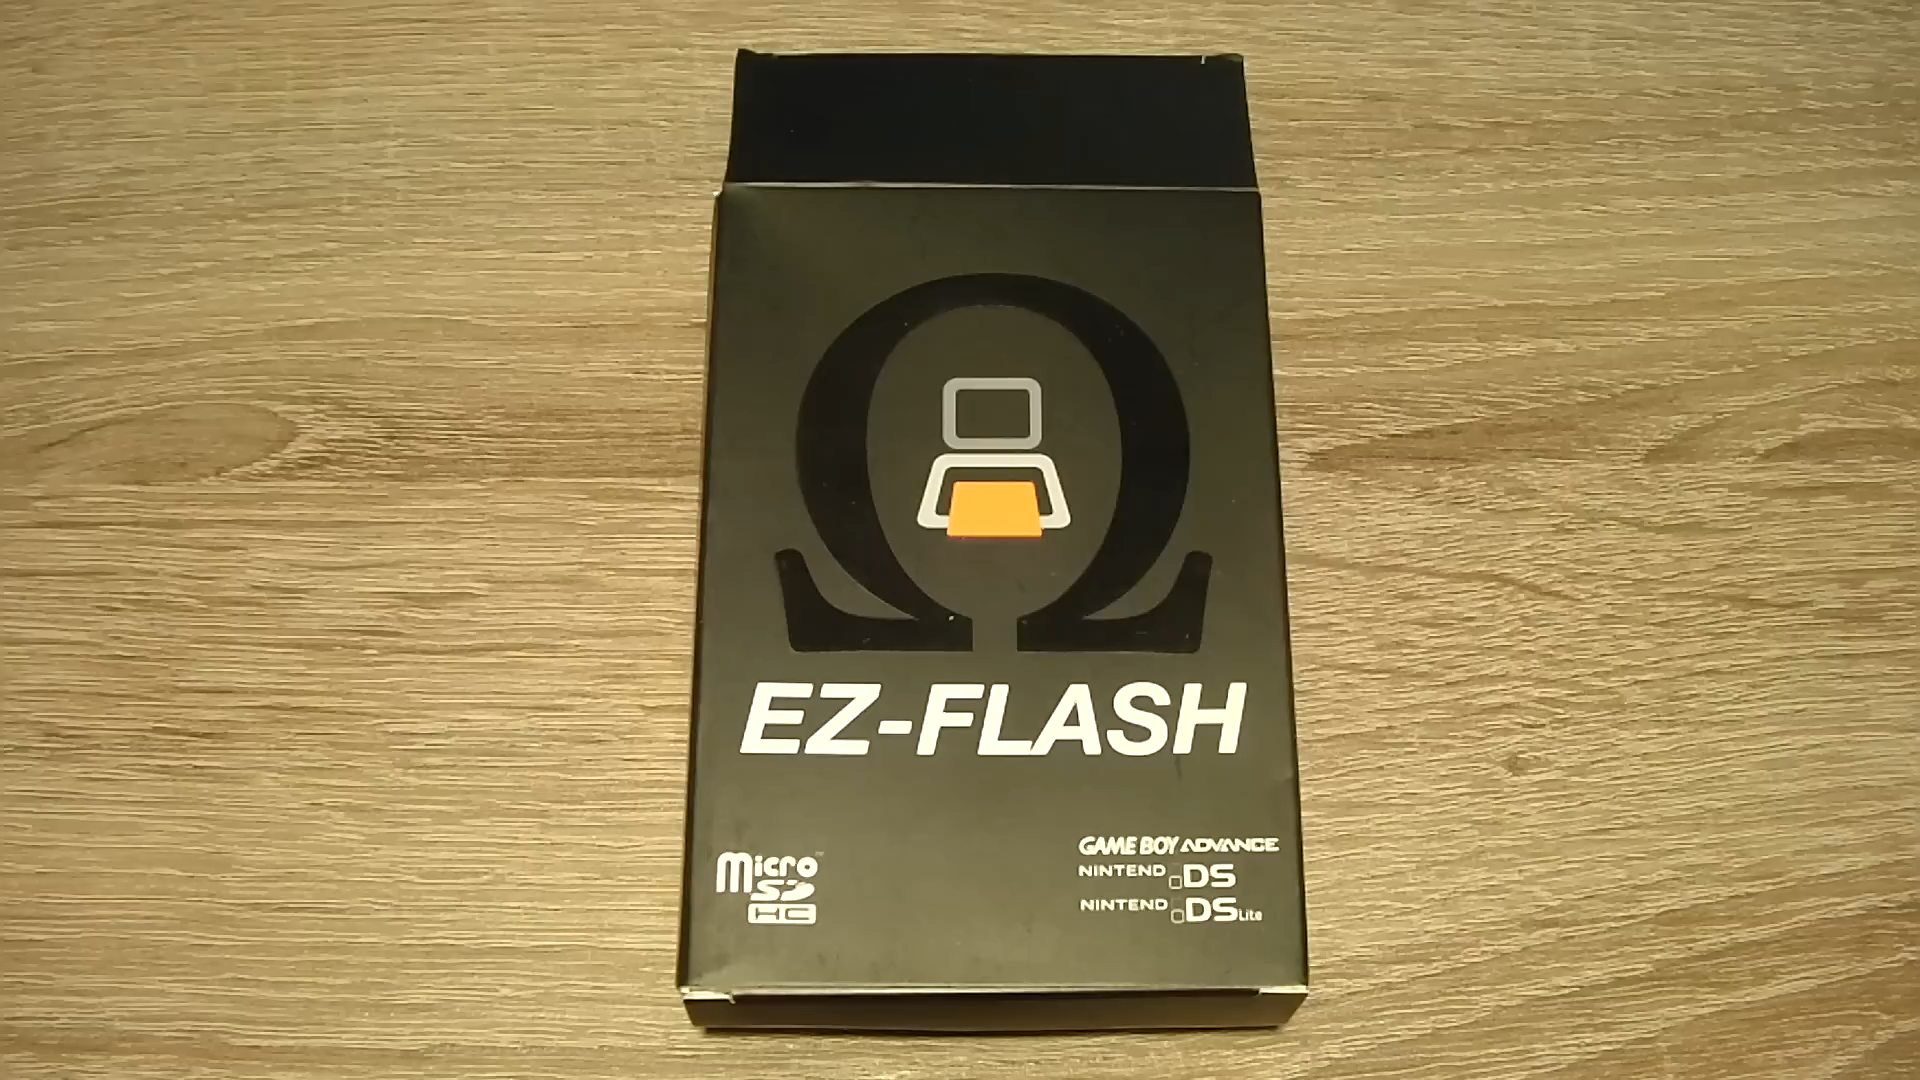 Ω
EZ-FLASH
micro
SD
HC
GAME BOY ADVANCE
NINTENDO DS
NINTENDO DS Lite